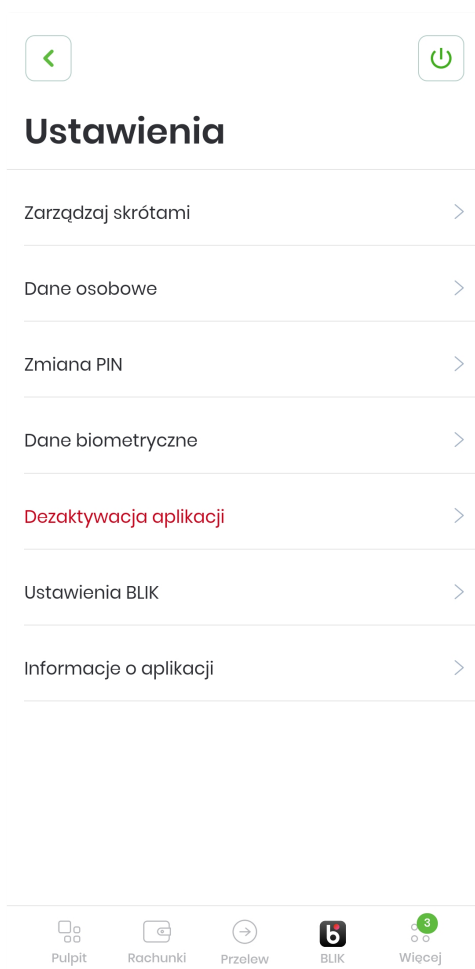 Ustawienia
Zarządzaj skrótami
Dane osobowe
Zmiana PIN
Dane biometryczne
Dezaktywacja aplikacji
Ustawienia BLIK
Informacje o aplikacji
b
3
Pulpit
Rachunki
Przelew
BLIK
Więcej